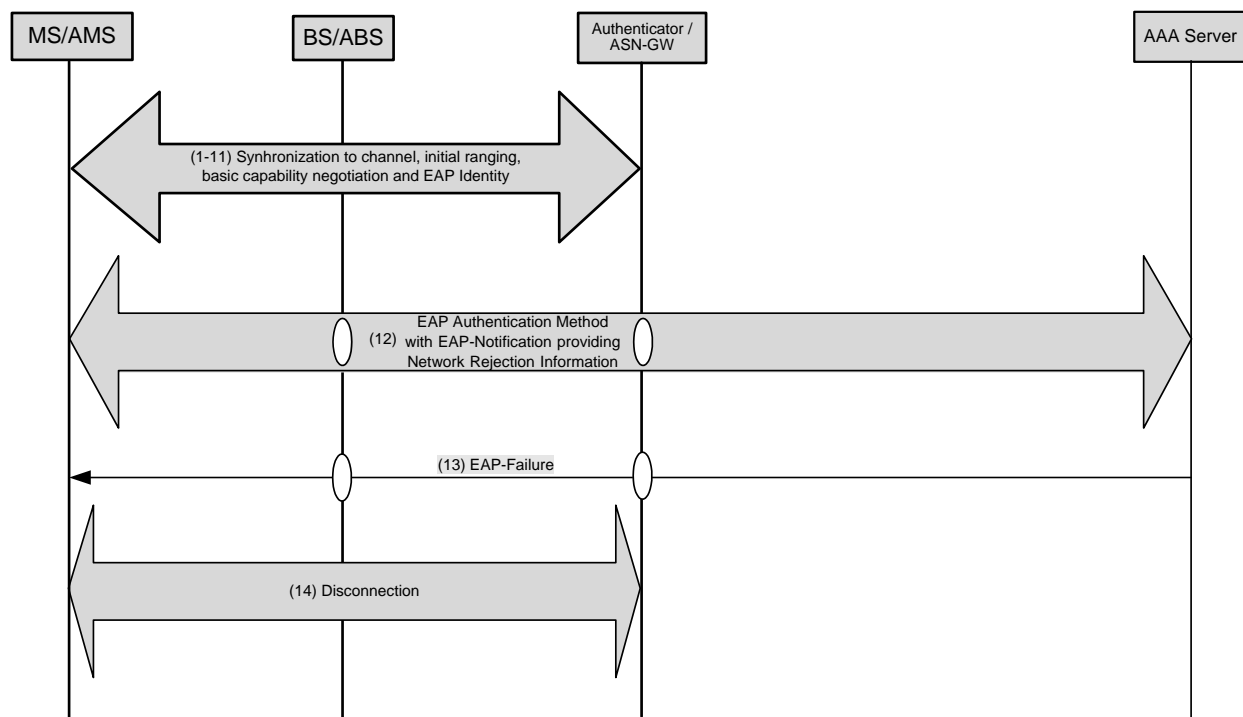 MS/AMS
BS/ABS
Authenticator /
ASN-GW
AAA Server
(1-11) Synhronization to channel, initial ranging,
basic capability negotiation and EAP Identity
(12)
EAP Authentication Method
with EAP-Notification providing
Network Rejection Information
(13) EAP-Failure
(14) Disconnection